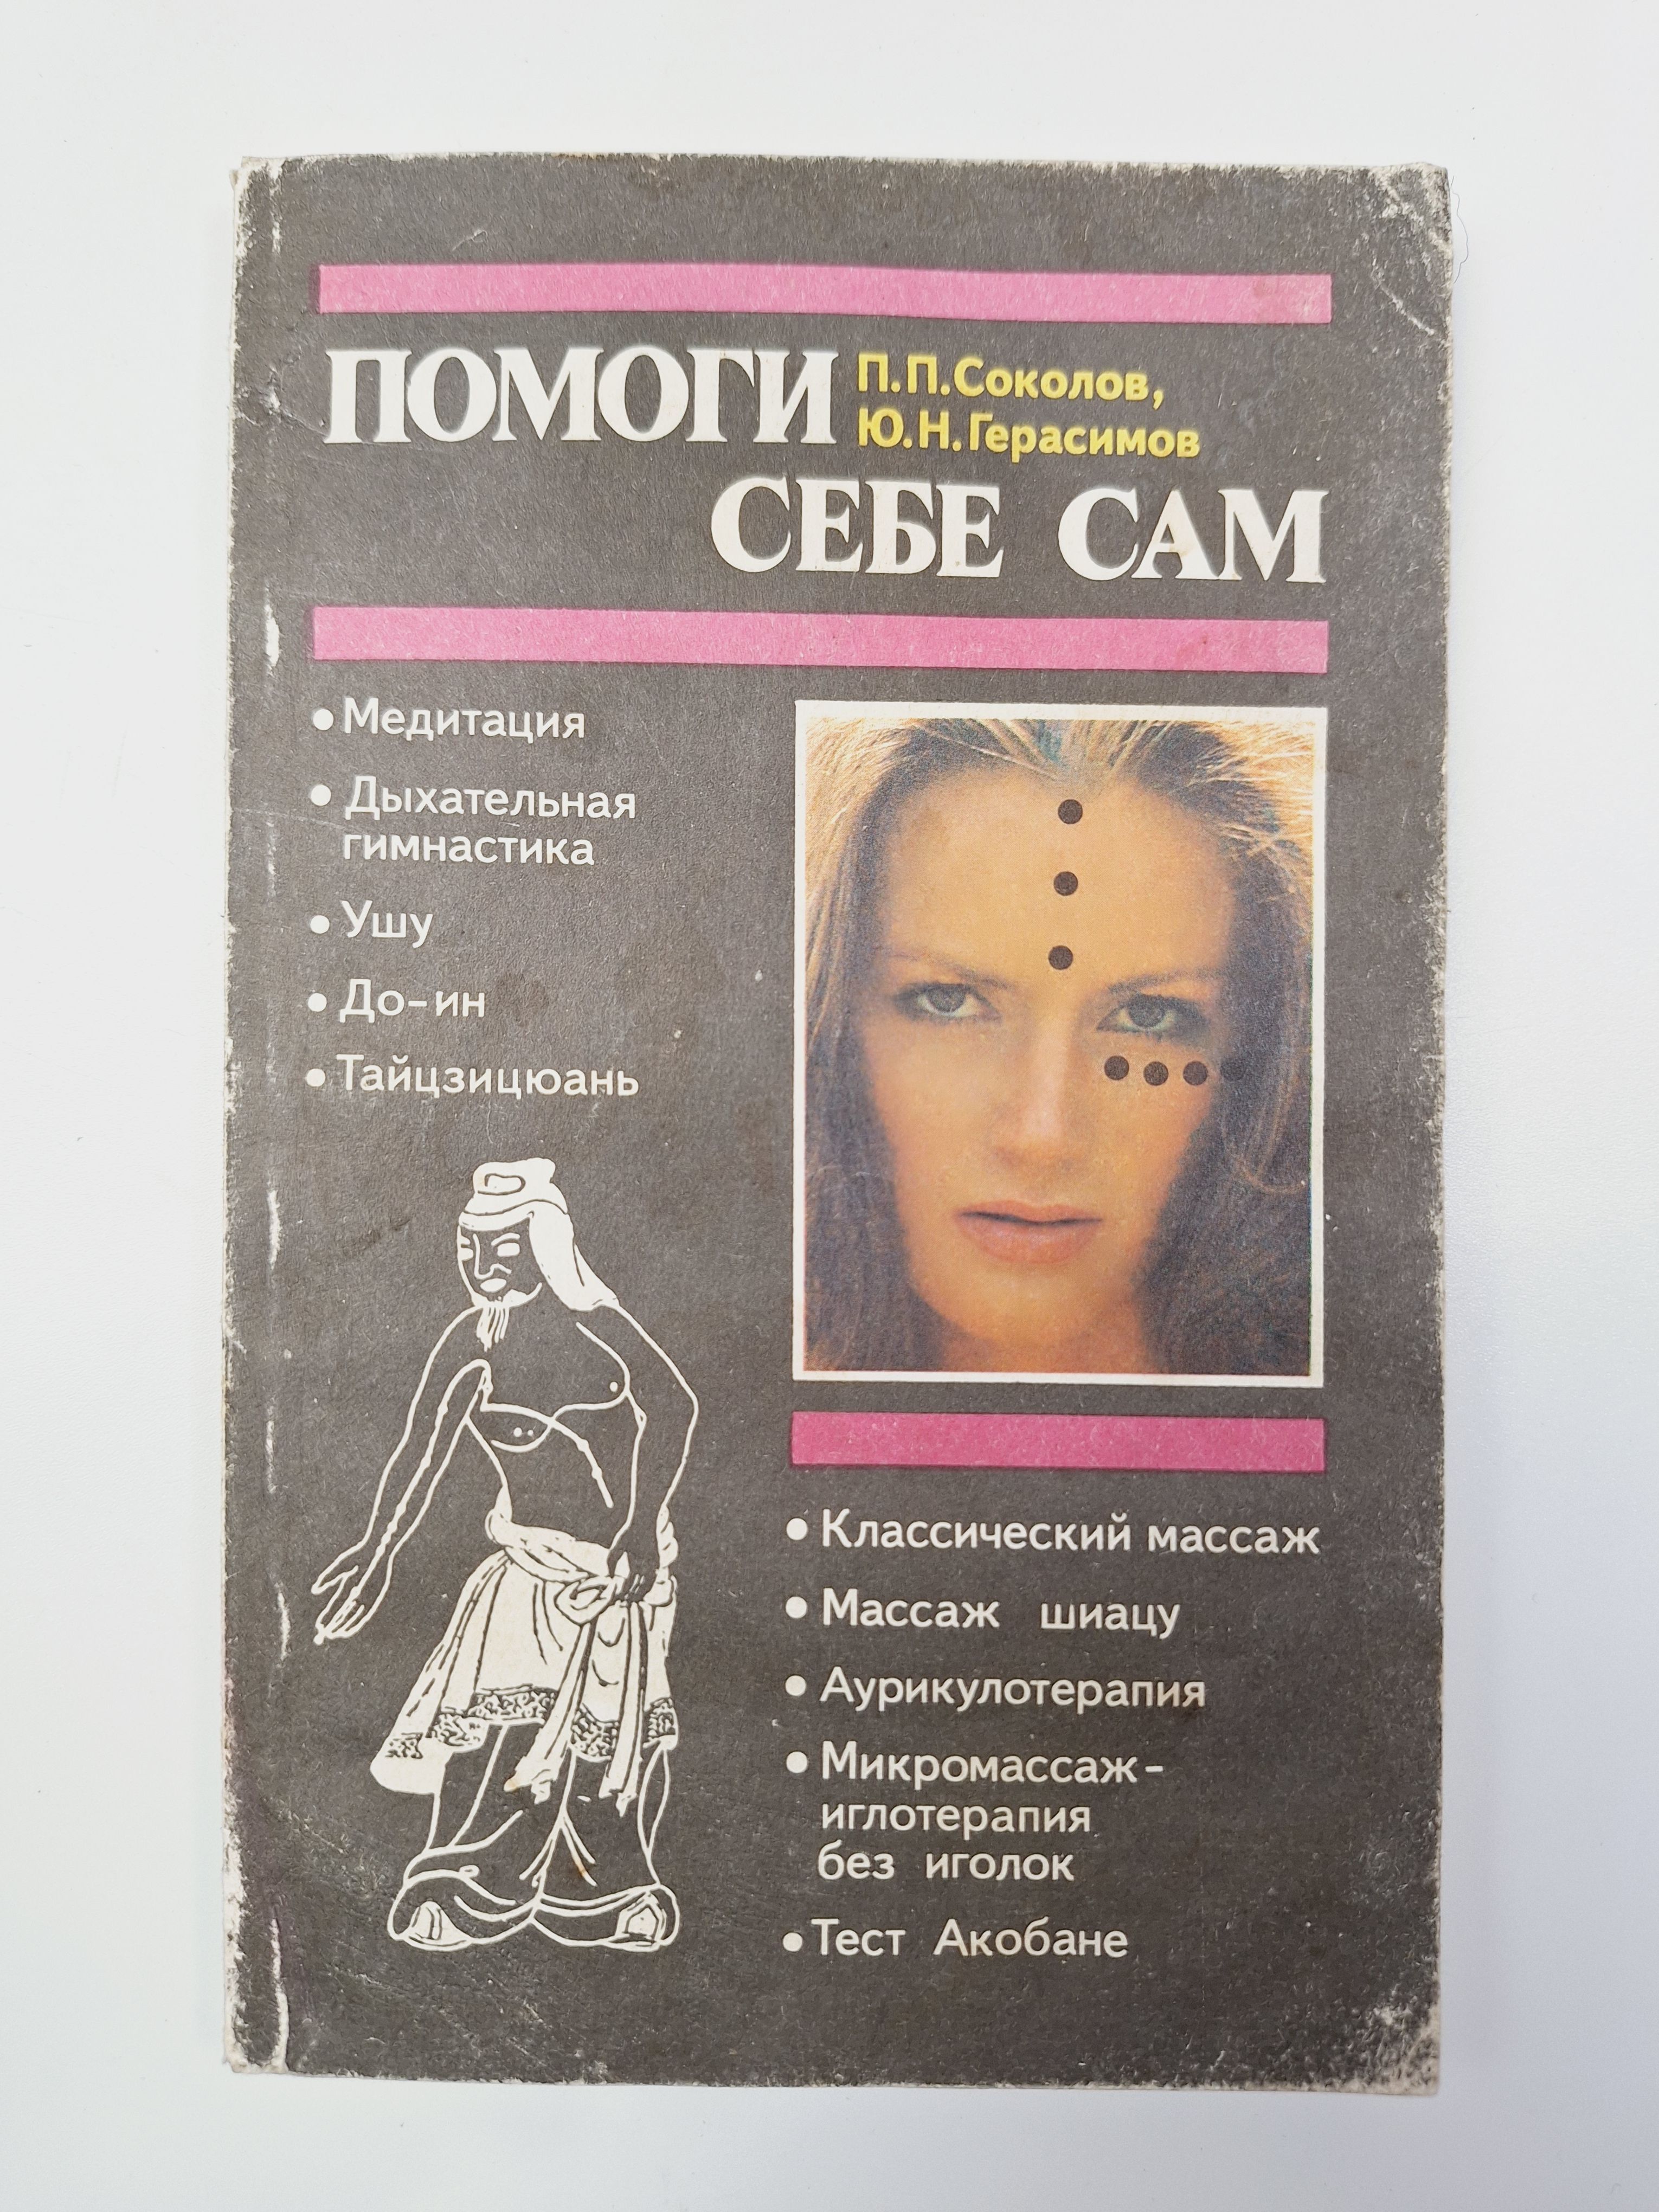 ПОМОГИ
П.П.Соколов,
Ю.Н.Герасимов
СЕБЕ САМ
• Медитация
• Дыхательная
гимнастика
• Ушу
• До-ин
• Тайцзицюань
• Классический массаж
• Массаж шиацу
• Аурикулотерапия
• Микромассаж-
иглотерапия
без иголок
• Тест Акобане